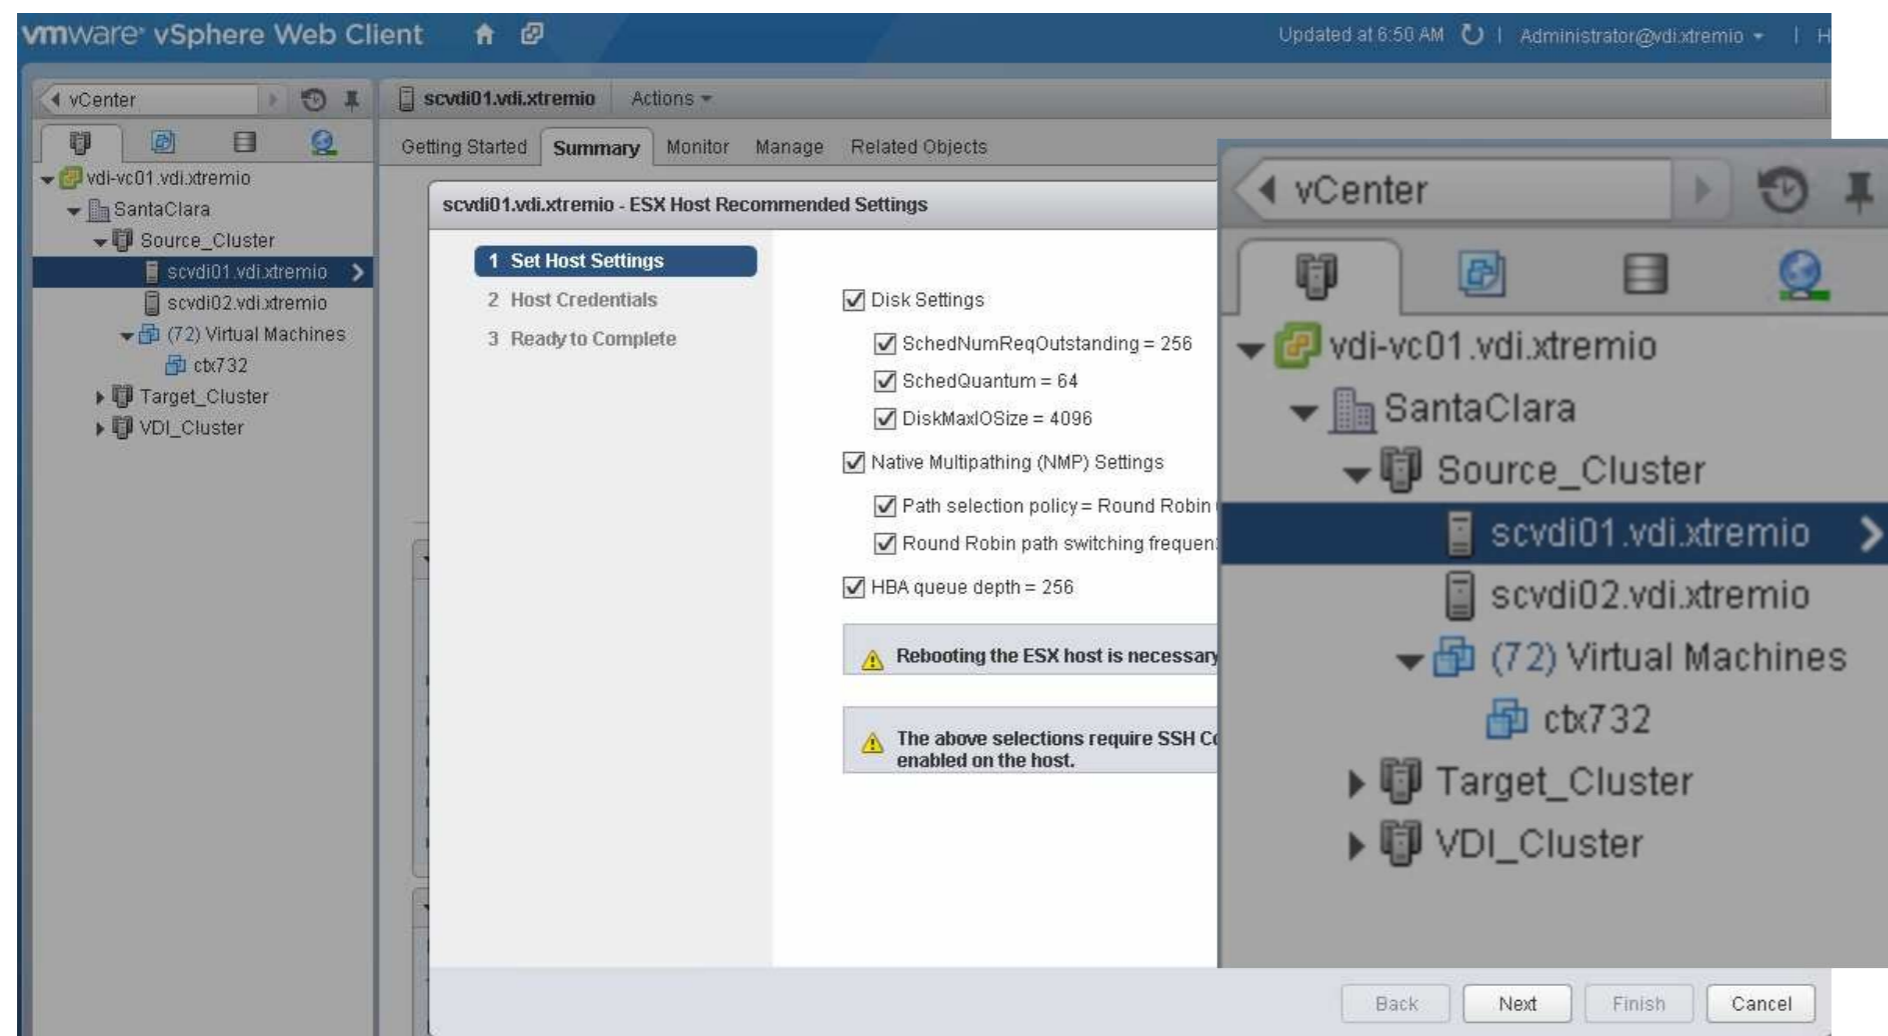 vmware® vSphere Web Client
Updated at 6:50 AM | Administrator@vdi.xtremio | H
vCenter
vdi-vc01.vdi.xtremio
SantaClara
Source_Cluster
scvdi01.vdi.xtremio
scvdi02.vdi.xtremio
(72) Virtual Machines
ctx732
Target_Cluster
VDI_Cluster
scvdi01.vdi.xtremio Actions
Getting Started Summary Monitor Manage Related Objects
scvdi01.vdi.xtremio - ESX Host Recommended Settings
1 Set Host Settings
2 Host Credentials
3 Ready to Complete
Disk Settings
SchedNumReqOutstanding = 256
SchedQuantum = 64
DiskMaxIOSize = 4096
Native Multipathing (NMP) Settings
Path selection policy = Round Robin
Round Robin path switching
HBA queue depth = 256
Rebooting the ESX host is necessary
The above selections require SSH
enabled on the host.
vCenter
vdi-vc01.vdi.xtremio
SantaClara
Source_Cluster
scvdi01.vdi.xtremio
scvdi02.vdi.xtremio
(72) Virtual Machines
ctx732
Target_Cluster
VDI_Cluster
Back Next Finish Cancel